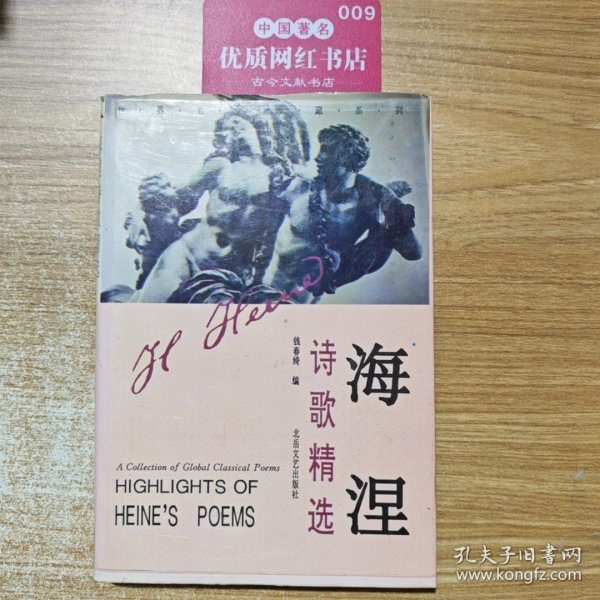 009
中国著名
优质网红书店
古今文献书店
世·界·名·诗·珍·藏·系·列
H Heine
海涅
诗歌精选
钱春绮 编
北岳文艺出版社
A Collection of Global Classical Poems
HIGHLIGHTS OF
HEINE'S POEMS
孔夫子旧书网
www.kongfz.com